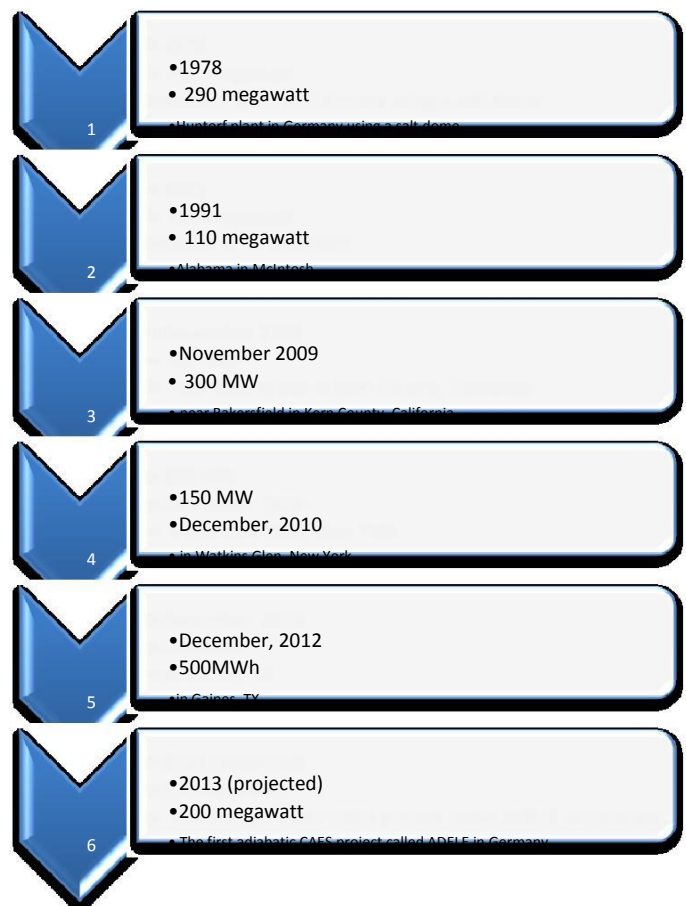 1
•1978
• 290 megawatt
•Huntorf plant in Germany using a salt dome
2
•1991
• 110 megawatt
•Alabama in McIntosh
3
•November 2009
• 300 MW
• near Bakersfield in Kern County, California
4
•150 MW
•December, 2010
• in Watkins Glen, New York
5
•December, 2012
•500MWh
•in Gaines, TX
6
•2013 (projected)
•200 megawatt
• The first adiabatic CAES project called ADELE in Germany